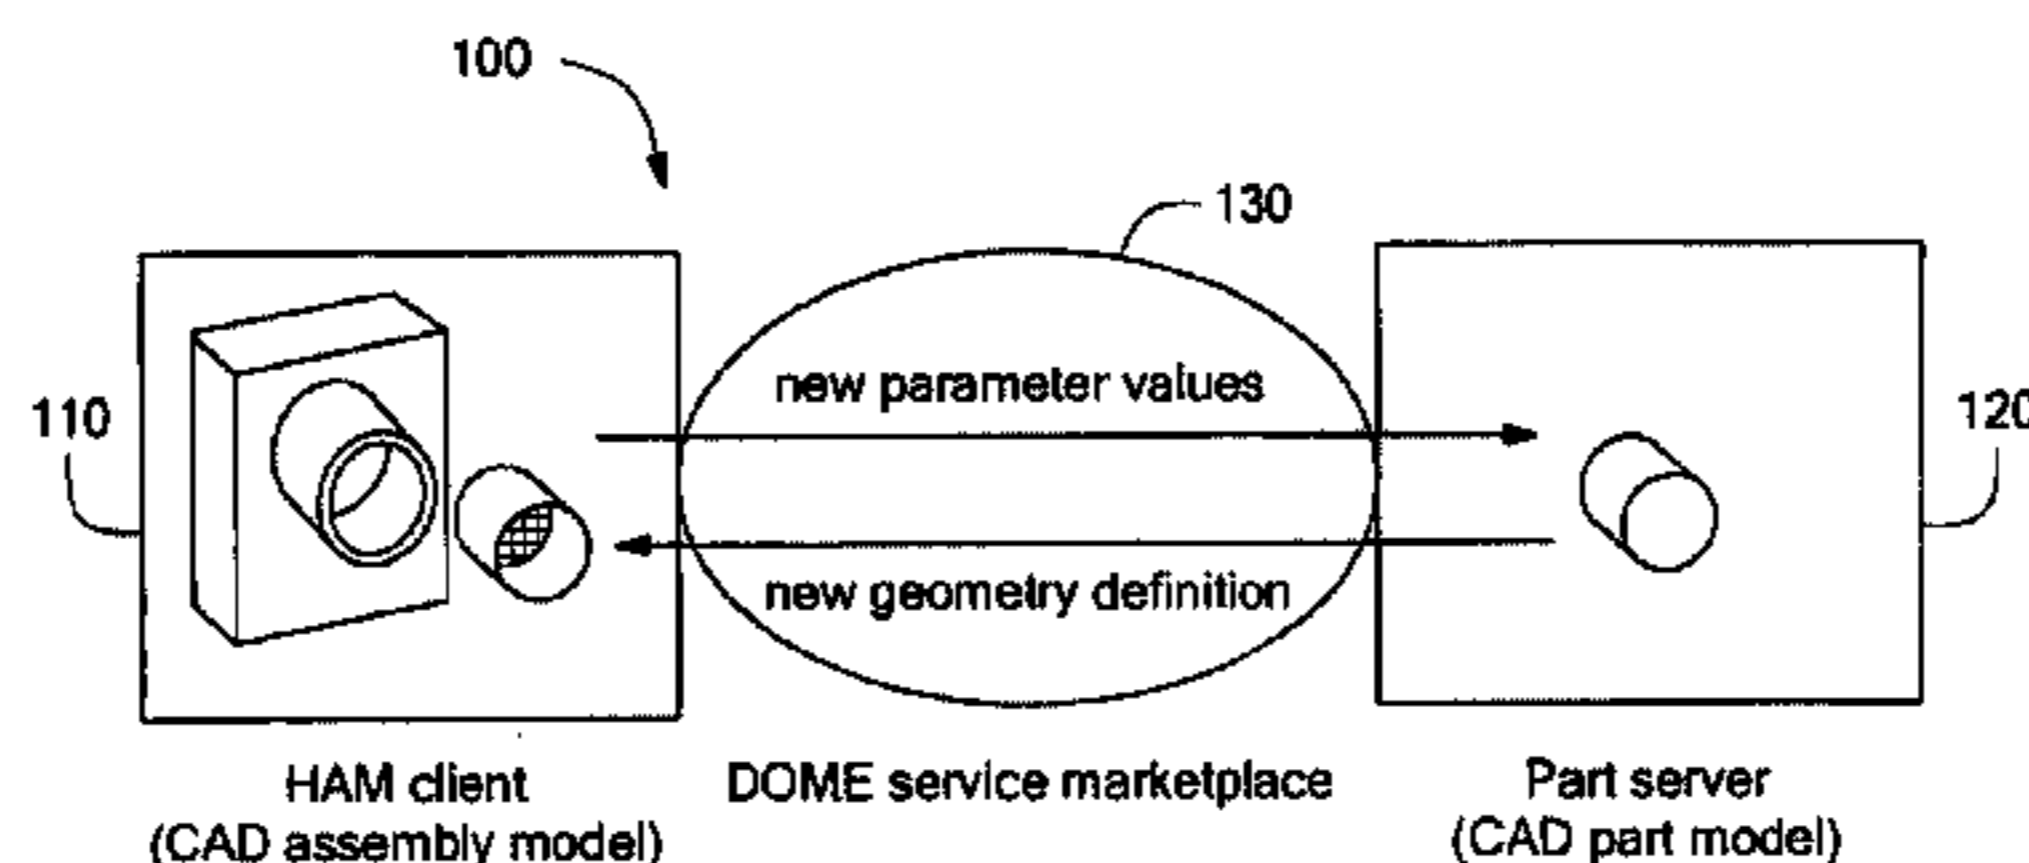 100
130
new parameter values
110
120
new geometry definition
HAM client
(CAD assembly model)
DOME service marketplace
Part server
(CAD part model)